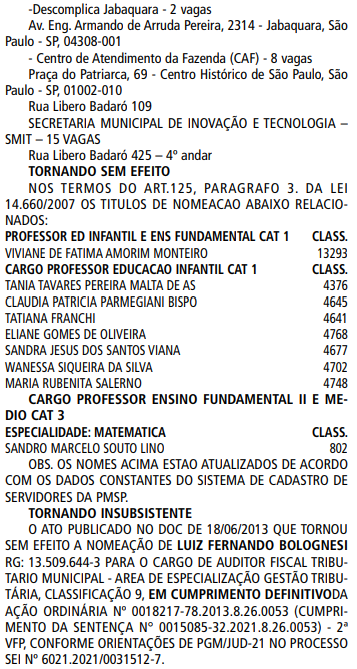 -Descomplica Jabaquara - 2 vagas
Av. Eng. Armando de Arruda Pereira, 2314 - Jabaquara, São
Paulo - SP, 04308-001
- Centro de Atendimento da Fazenda (CAF) - 8 vagas
Praça do Patriarca, 69 - Centro Histórico de São Paulo, São
Paulo - SP, 01002-010
Rua Libero Badaró 109
SECRETARIA MUNICIPAL DE INOVAÇÃO E TECNOLOGIA –
SMIT – 15 VAGAS
Rua Libero Badaró 425 – 4º andar
TORNANDO SEM EFEITO
NOS TERMOS DO ART.125, PARAGRAFO 3. DA LEI
14.660/2007 OS TITULOS DE NOMEACAO ABAIXO RELACIO-
NADOS:
PROFESSOR ED INFANTIL E ENS FUNDAMENTAL CAT 1 CLASS.
VIVIANE DE FATIMA AMORIM MONTEIRO 13293
CARGO PROFESSOR EDUCACAO INFANTIL CAT 1 CLASS.
TANIA TAVARES PEREIRA MALTA DE AS 4376
CLAUDIA PATRICIA PARMEGIANI BISPO 4645
TATIANA FRANCHI 4641
ELIANE GOMES DE OLIVEIRA 4768
SANDRA JESUS DOS SANTOS VIANA 4677
WANESSA SIQUEIRA DA SILVA 4702
MARIA RUBENITA SALERNO 4748
CARGO PROFESSOR ENSINO FUNDAMENTAL II E ME-
DIO CAT 3
ESPECIALIDADE: MATEMATICA CLASS.
SANDRO MARCELO SOUTO LINO 802
OBS. OS NOMES ACIMA ESTAO ATUALIZADOS DE ACORDO
COM OS DADOS CONSTANTES DO SISTEMA DE CADASTRO DE
SERVIDORES DA PMSP.
TORNANDO INSUBSISTENTE
O ATO PUBLICADO NO DOC DE 18/06/2013 QUE TORNOU
SEM EFEITO A NOMEAÇÃO DE LUIZ FERNANDO BOLOGNESI
RG: 13.509.644-3 PARA O CARGO DE AUDITOR FISCAL TRIBU-
TARIO MUNICIPAL - AREA DE ESPECIALIZAÇÃO GESTÃO TRIBU-
TÁRIA, CLASSIFICAÇÃO 9, EM CUMPRIMENTO DEFINITIVODA
AÇÃO ORDINÁRIA Nº 0018217-78.2013.8.26.0053 (CUMPRI-
MENTO DA SENTENÇA Nº 0015085-32.2021.8.26.0053) - 2ª
VFP, CONFORME ORIENTAÇÕES DE PGM/JUD-21 NO PROCESSO
SEI Nº 6021.2021/0031512-7.